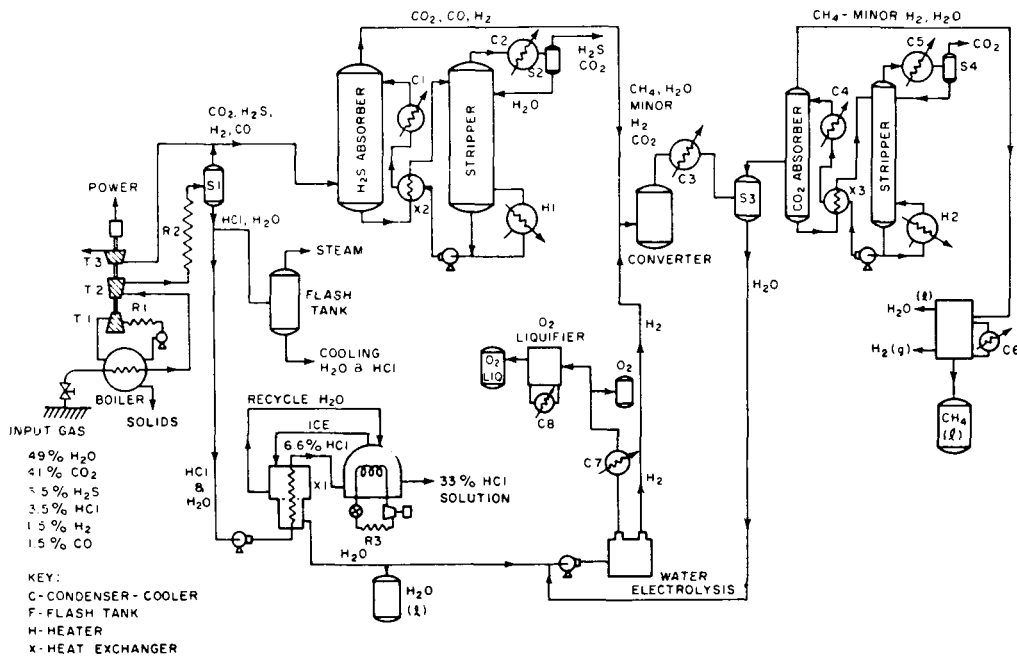 CO2, CO, H2
CH4- MINOR H2, H2O
C2
S2
H2S
CO2
C5
S4
CO2
C1
H2O
CO2, H2S,
H2, CO
CH4, H2O
MINOR
H2
CO2
C4
H2S ABSORBER
STRIPPER
C3
CO2 ABSORBER
STRIPPER
POWER
S1
X2
H1
S3
X3
H2
R2
HCl, H2O
T3
STEAM
CONVERTER
T2
FLASH
TANK
H2O
T1
R1
O2
LIQUIFIER
H2
H2O (l)
O2
LIQ
O2
H2(g)
C6
BOILER
COOLING
H2O & HCl
C8
SOLIDS
RECYCLE H2O
CH4
(l)
INPUT GAS
ICE
6.6% HCl
C7
H2
49% H2O
41% CO2
3.5% H2S
3.5% HCl
1.5% H2
1.5% CO
HCl
&
H2O
X1
33% HCl
SOLUTION
R3
H2O
WATER
ELECTROLYSIS
H2O
(l)
KEY:
C-CONDENSER-COOLER
F-FLASH TANK
H-HEATER
X-HEAT EXCHANGER